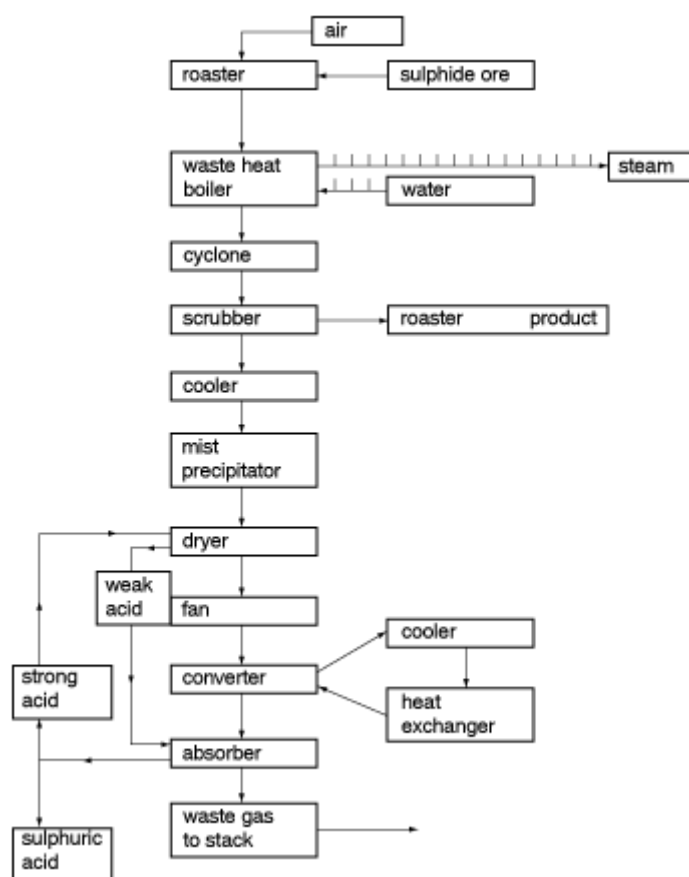 air
roaster
sulphide ore
waste heat
boiler
steam
water
cyclone
scrubber
roaster product
cooler
mist
precipitator
dryer
weak
acid
fan
cooler
strong
acid
converter
heat
exchanger
absorber
waste gas
to stack
sulphuric
acid